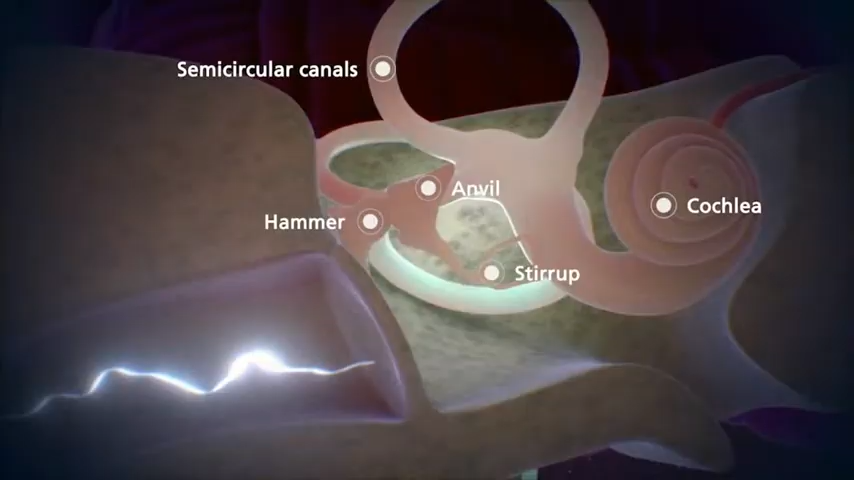 Semicircular canals
Anvil
Hammer
Cochlea
Stirrup